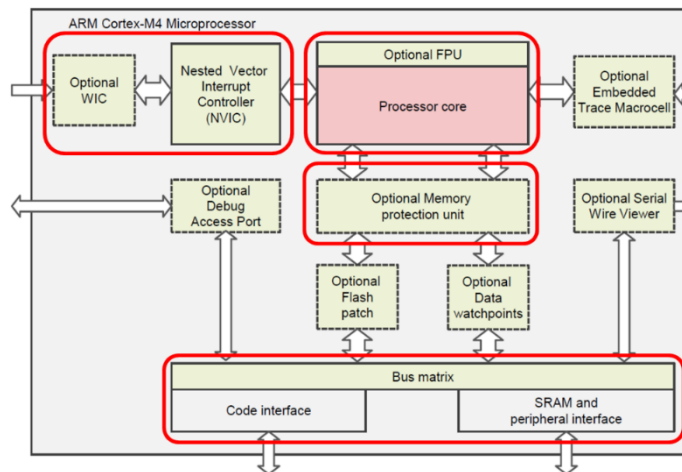 ARM Cortex-M4 Microprocessor
Optional
WIC
Nested Vector
Interrupt
Controller
(NVIC)
Optional FPU
Processor core
Optional
Embedded
Trace Macrocell
Optional
Debug
Access Port
Optional Memory
protection unit
Optional Serial
Wire Viewer
Optional
Flash
patch
Optional
Data
watchpoints
Bus matrix
Code interface
SRAM and
peripheral interface